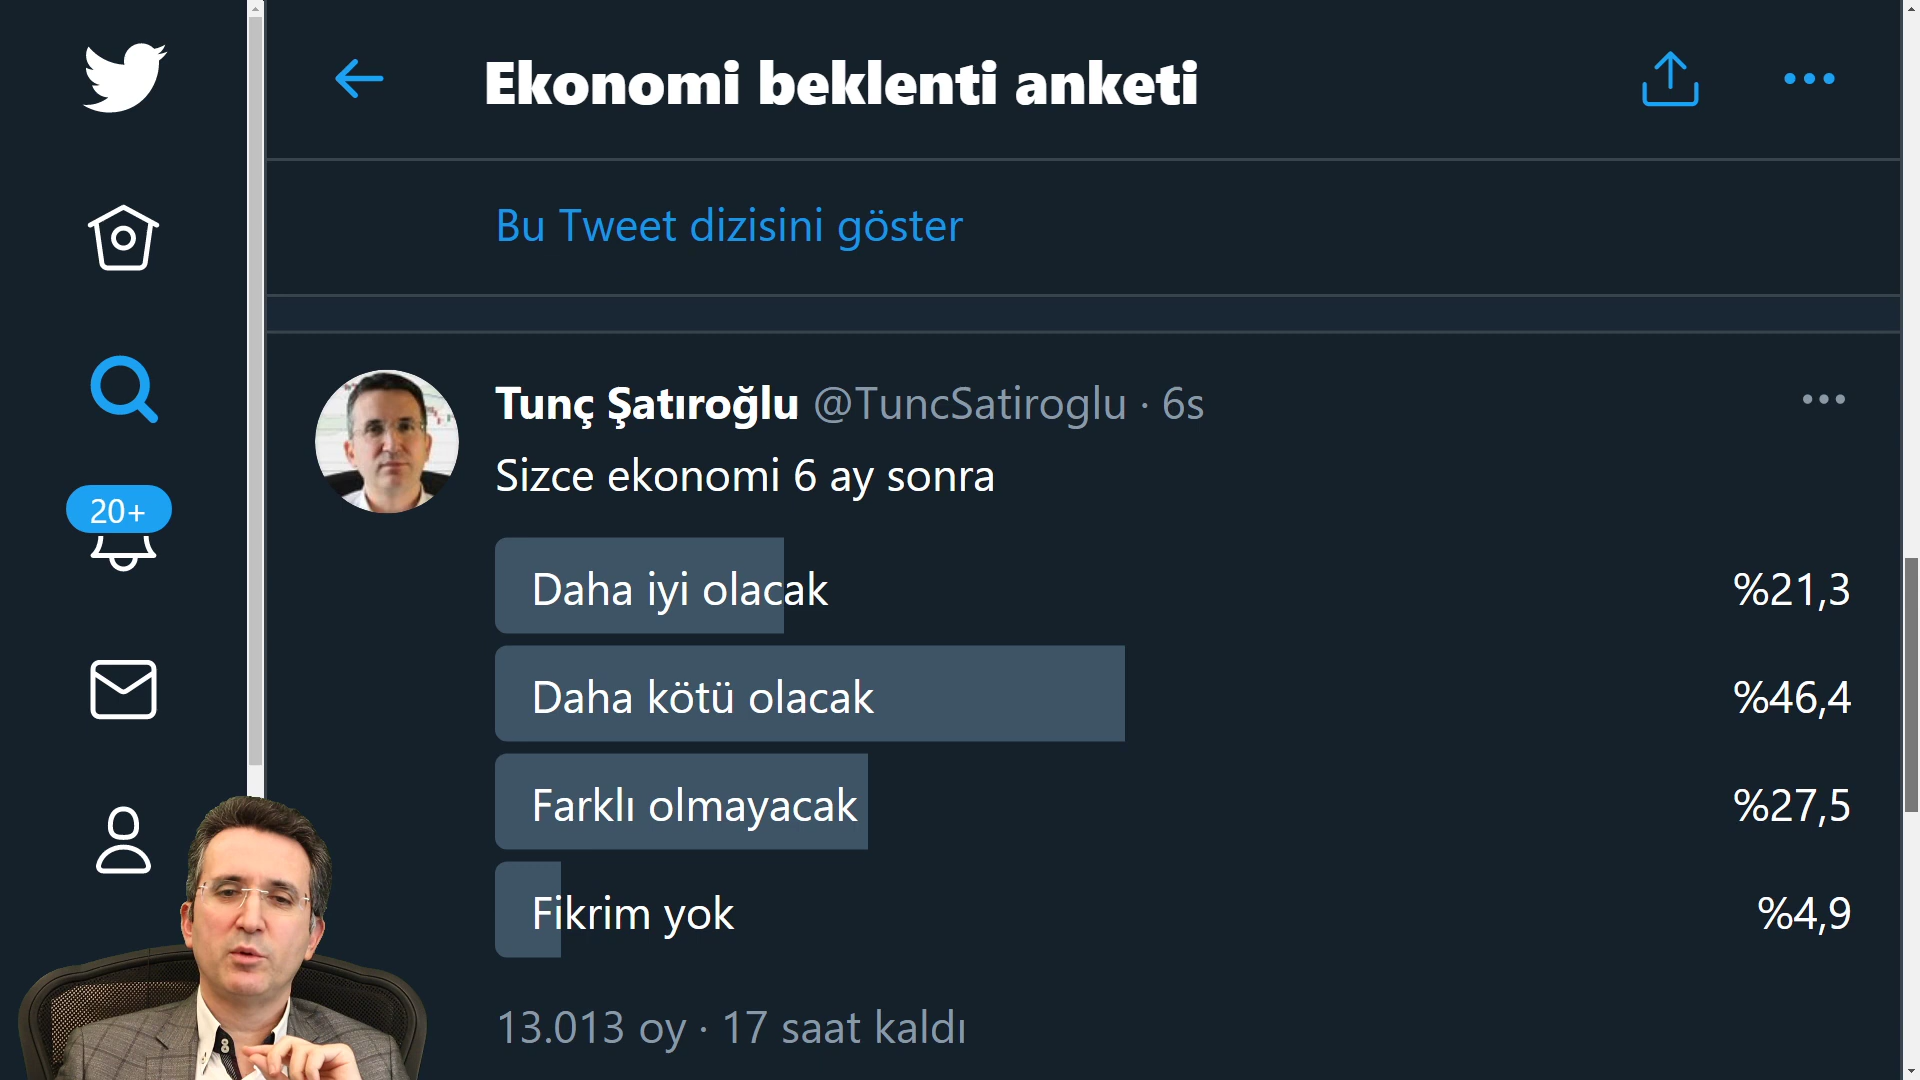 Ekonomi beklenti anketi
Bu Tweet dizisini göster
Tunç Şatıroğlu @TuncSatiroglu · 6s
Sizce ekonomi 6 ay sonra
20+
Daha iyi olacak %21,3
Daha kötü olacak %46,4
Farklı olmayacak %27,5
Fikrim yok %4,9
13.013 oy · 17 saat kaldı